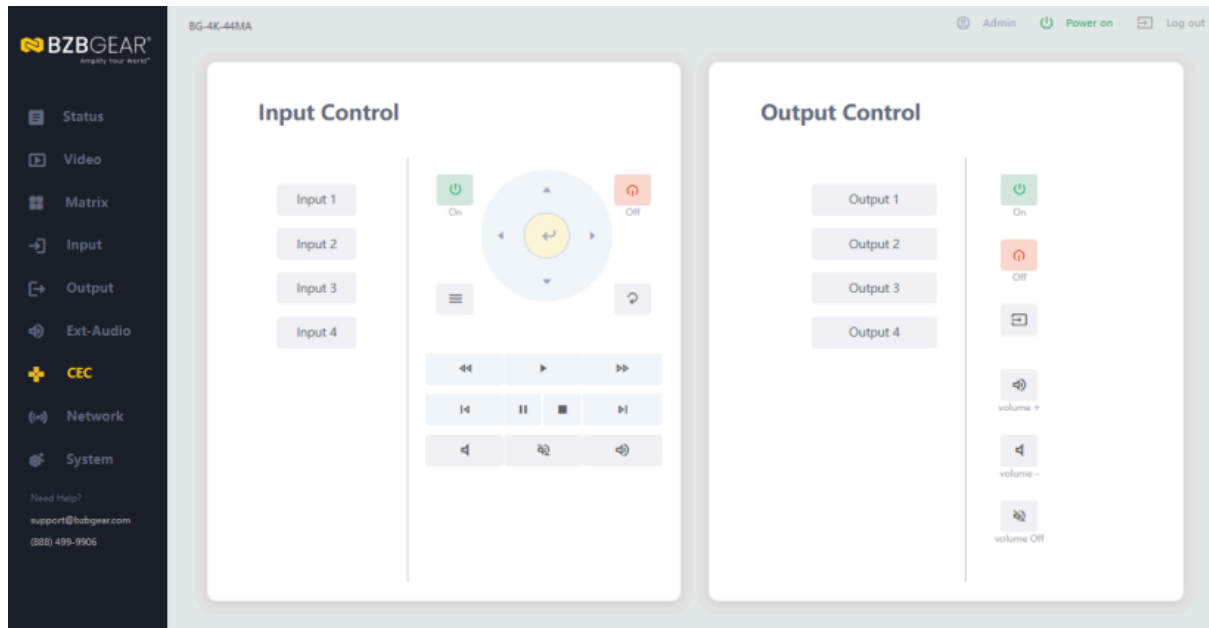 BZBGEAR®
Amplify Your World™
Status
Video
Matrix
Input
Output
Ext-Audio
CEC
Network
System
Need Help?
support@bzbgear.com
(888) 499-9906
BG-4K-44MA
Admin Power on Log out
Input Control
Input 1
Input 2
Input 3
Input 4
On
Off
Output Control
Output 1
Output 2
Output 3
Output 4
On
Off
volume +
volume -
volume Off